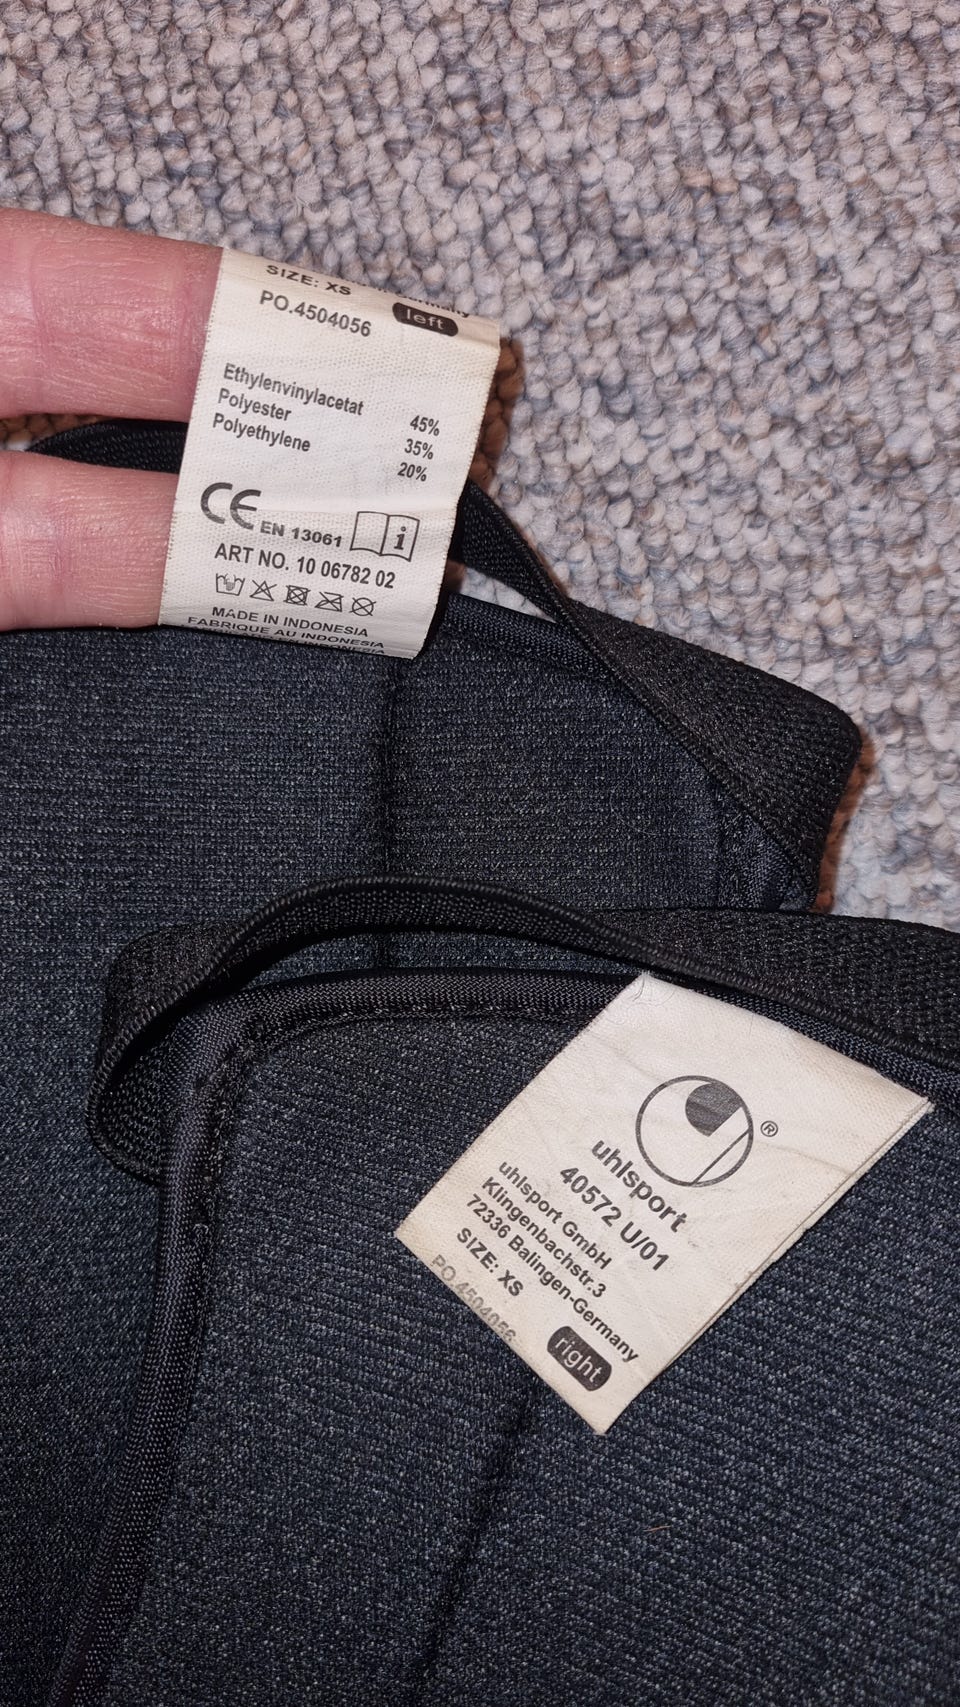 SIZE: XS
left
PO.4504056
Ethylenvinylacetat 45%
Polyester 35%
Polyethylene 20%
CE EN 13061 i
ART NO. 10 06782 02
MADE IN INDONESIA
FABRIQUE AU INDONESIA
®
uhlsport
40572 U/01
uhlsport GmbH
Klingenbachstr.3
72336 Balingen-Germany
SIZE: XS
right
PO.4504056